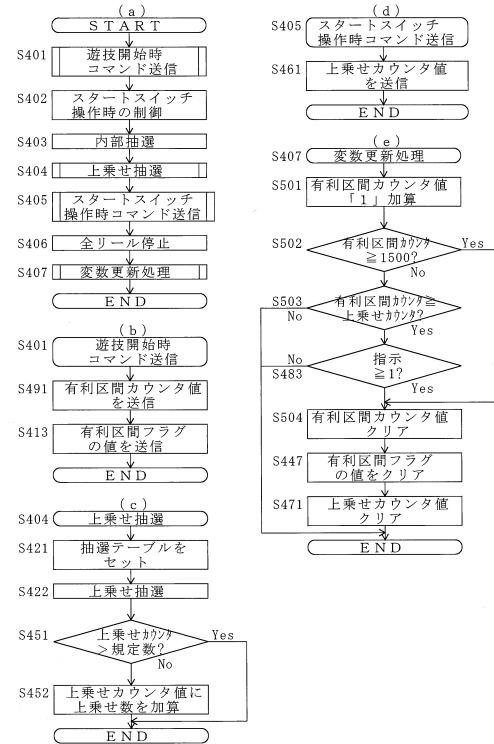 (a)
START
S401
遊技開始時
コマンド送信
S402
スタートスイッチ
操作時の制御
S403
内部抽選
S404
上乗せ抽選
S405
スタートスイッチ
操作時コマンド送信
S406
全リール停止
S407
変数更新処理
END
(b)
S401
遊技開始時
コマンド送信
S491
有利区間カウンタ値
を送信
S413
有利区間フラグ
の値を送信
END
(c)
S404
上乗せ抽選
S421
抽選テーブルを
セット
S422
上乗せ抽選
S451
上乗せカウンタ
>規定数?
Yes
No
S452
上乗せカウンタ値に
上乗せ数を加算
END
(d)
S405
スタートスイッチ
操作時コマンド送信
S461
上乗せカウンタ値
を送信
END
(e)
S407
変数更新処理
S501
有利区間カウンタ値
「1」加算
S502
有利区間カウンタ
≧1500?
Yes
No
S503
有利区間カウンタ≧
上乗せカウンタ?
No
Yes
No
S483
指示
≧1?
Yes
S504
有利区間カウンタ値
クリア
S447
有利区間フラグ
の値をクリア
S471
上乗せカウンタ値
クリア
END